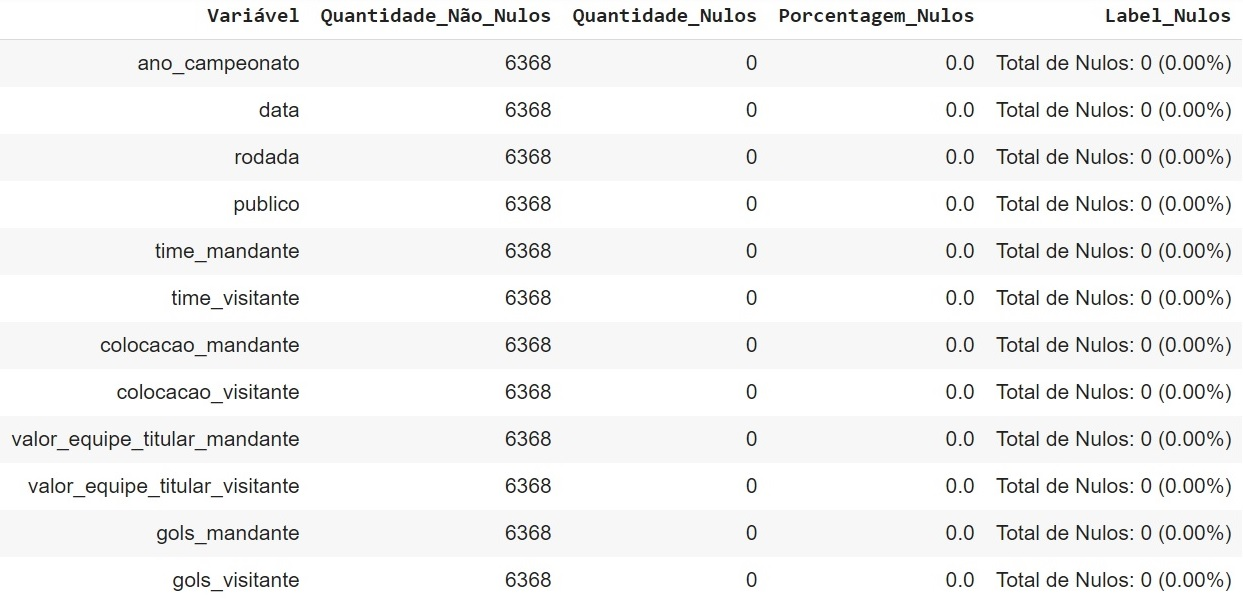 Variável Quantidade_Não_Nulos Quantidade_Nulos Porcentagem_Nulos Label_Nulos
ano_campeonato 6368 0 0.0 Total de Nulos: 0 (0.00%)
data 6368 0 0.0 Total de Nulos: 0 (0.00%)
rodada 6368 0 0.0 Total de Nulos: 0 (0.00%)
publico 6368 0 0.0 Total de Nulos: 0 (0.00%)
time_mandante 6368 0 0.0 Total de Nulos: 0 (0.00%)
time_visitante 6368 0 0.0 Total de Nulos: 0 (0.00%)
colocacao_mandante 6368 0 0.0 Total de Nulos: 0 (0.00%)
colocacao_visitante 6368 0 0.0 Total de Nulos: 0 (0.00%)
valor_equipe_titular_mandante 6368 0 0.0 Total de Nulos: 0 (0.00%)
valor_equipe_titular_visitante 6368 0 0.0 Total de Nulos: 0 (0.00%)
gols_mandante 6368 0 0.0 Total de Nulos: 0 (0.00%)
gols_visitante 6368 0 0.0 Total de Nulos: 0 (0.00%)